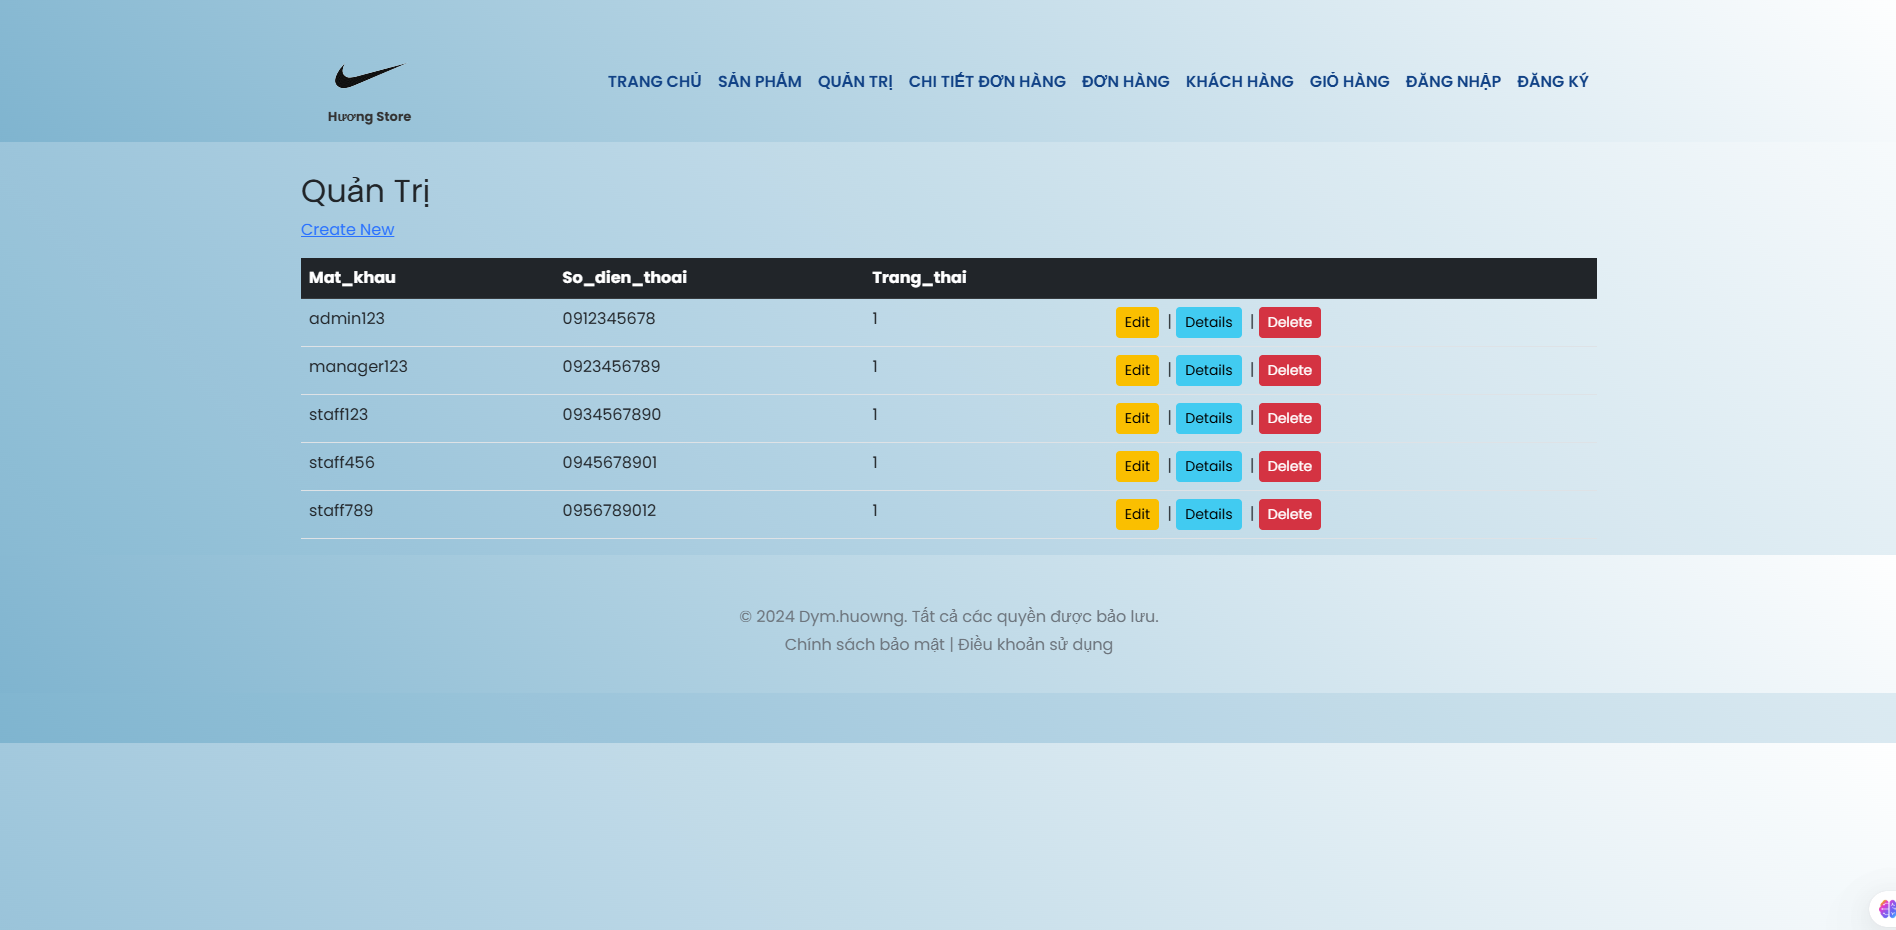 Hương Store
TRANG CHỦ SẢN PHẨM QUẢN TRỊ CHI TIẾT ĐƠN HÀNG ĐƠN HÀNG KHÁCH HÀNG GIỎ HÀNG ĐĂNG NHẬP ĐĂNG KÝ
Quản Trị
Create New
Mat_khau So_dien_thoai Trang_thai
admin123 0912345678 1 Edit | Details | Delete
manager123 0923456789 1 Edit | Details | Delete
staff123 0934567890 1 Edit | Details | Delete
staff456 0945678901 1 Edit | Details | Delete
staff789 0956789012 1 Edit | Details | Delete
© 2024 Dym.huowng. Tất cả các quyền được bảo lưu.
Chính sách bảo mật | Điều khoản sử dụng